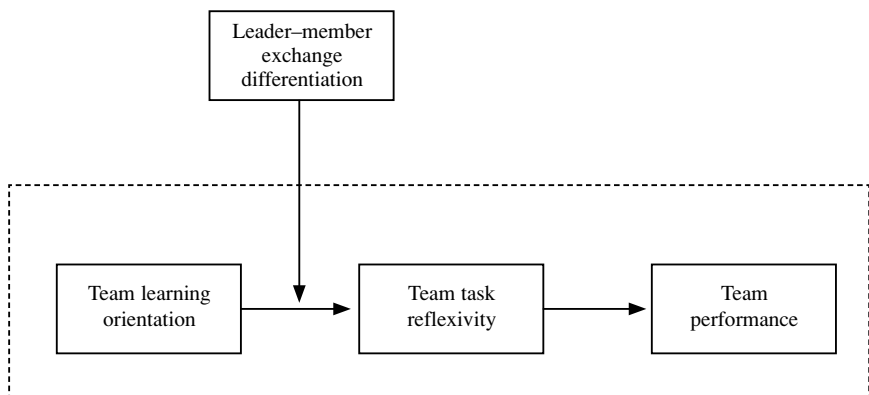 Leader–member
exchange
differentiation
Team learning
orientation
Team task
reflexivity
Team
performance